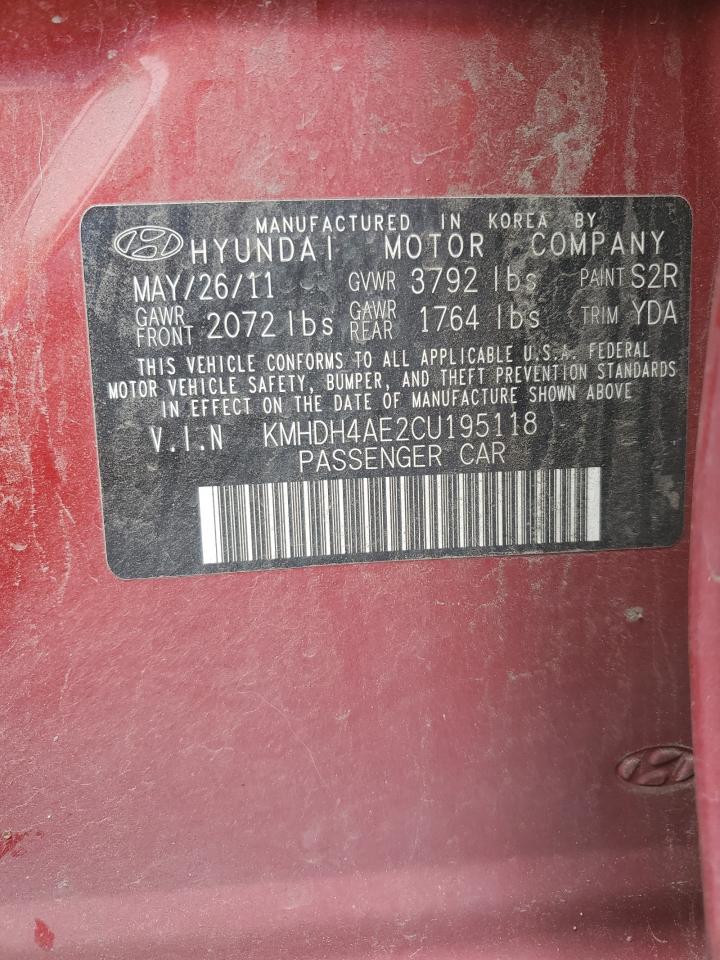 MANUFACTURED IN KOREA BY
HYUNDAI MOTOR COMPANY
MAY/26/11 GVWR 3792 lbs PAINT S2R
GAWR FRONT 2072 lbs GAWR REAR 1764 lbs TRIM YDA
THIS VEHICLE CONFORMS TO ALL APPLICABLE U.S.A. FEDERAL
MOTOR VEHICLE SAFETY, BUMPER, AND THEFT PREVENTION STANDARDS
IN EFFECT ON THE DATE OF MANUFACTURE SHOWN ABOVE
V.I.N KMHDH4AE2CU195118
PASSENGER CAR